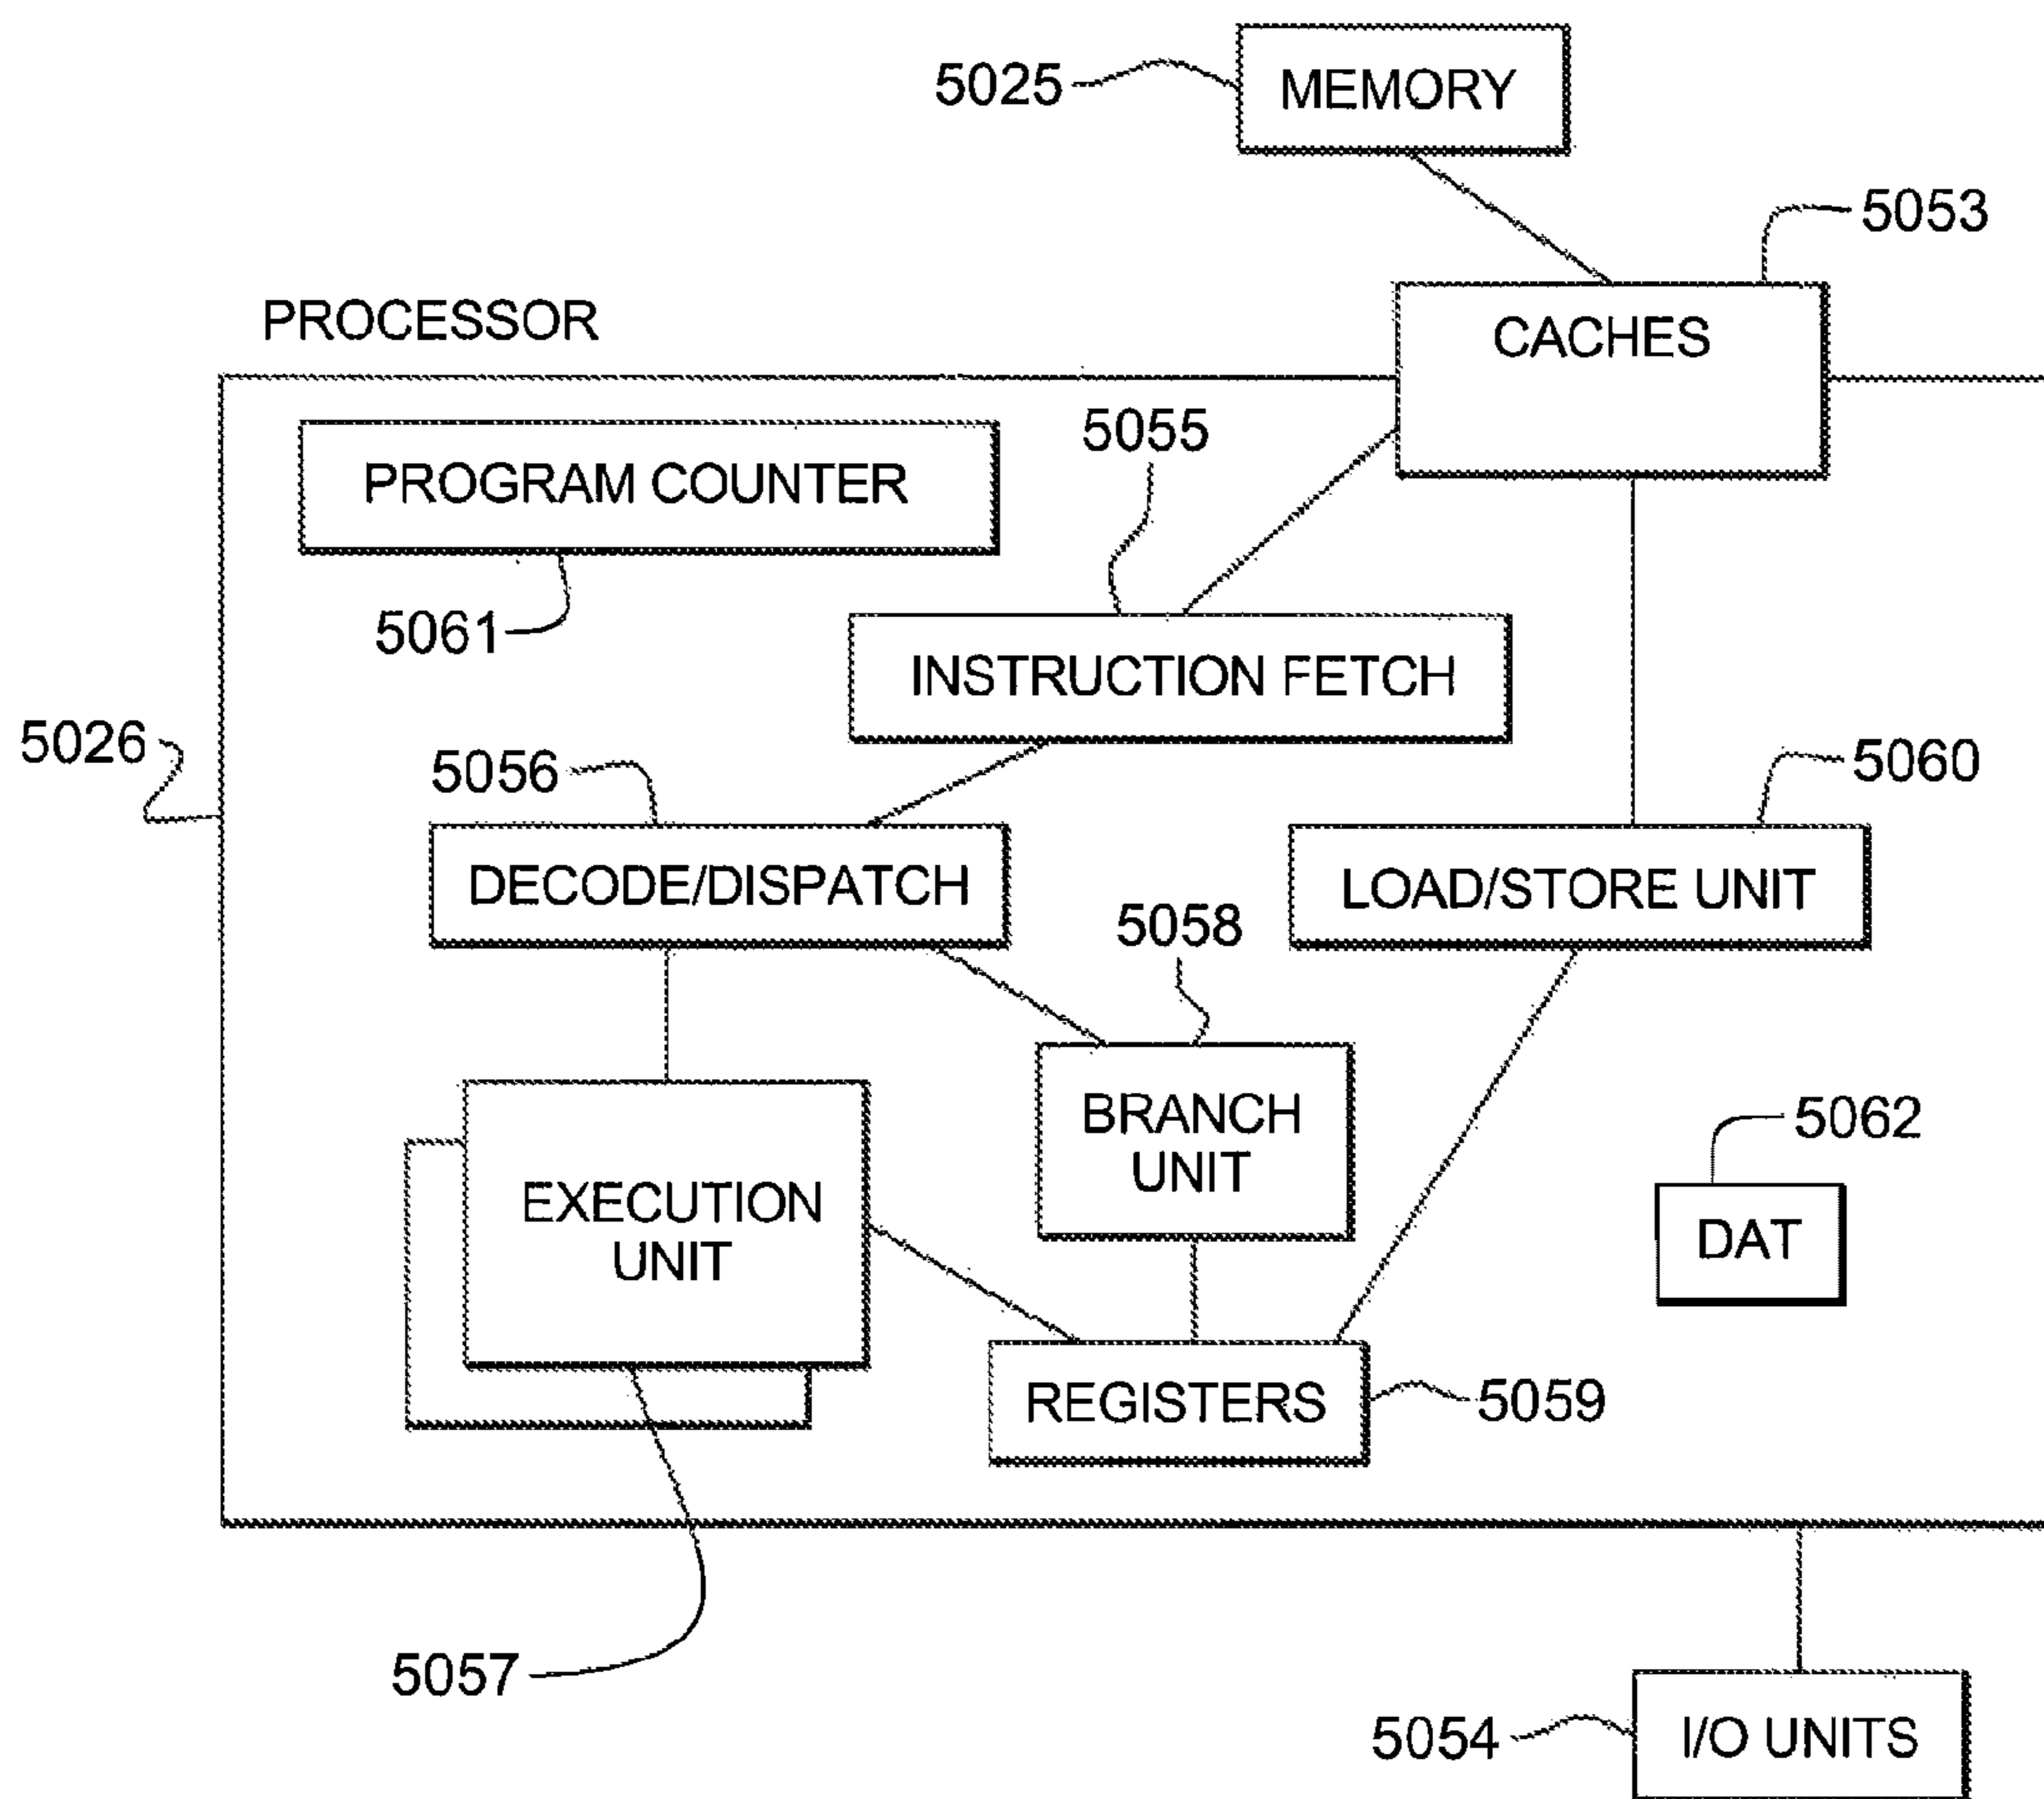 5025
MEMORY
5053
CACHES
PROCESSOR
PROGRAM COUNTER
5055
5061
INSTRUCTION FETCH
5026
5056
5060
DECODE/DISPATCH
LOAD/STORE UNIT
5058
BRANCH
UNIT
5062
EXECUTION
UNIT
DAT
REGISTERS
5059
5057
5054
I/O UNITS